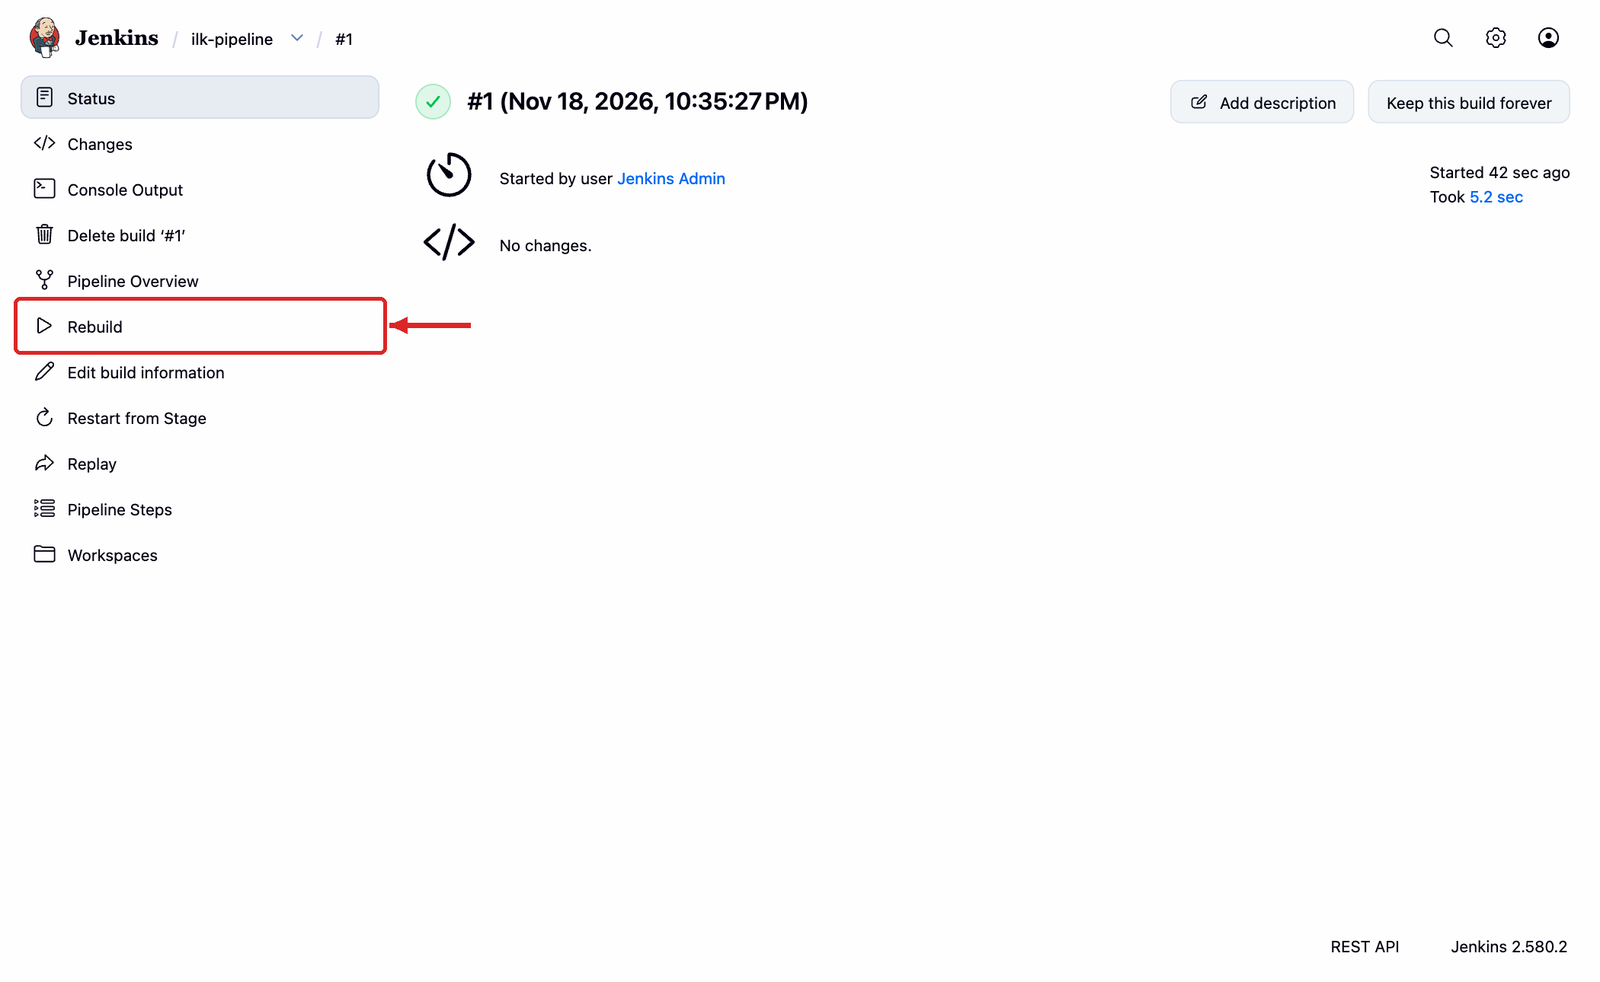 Jenkins / ilk-pipeline / #1
Status
Changes
Console Output
Delete build ‘#1’
Pipeline Overview
Rebuild
Edit build information
Restart from Stage
Replay
Pipeline Steps
Workspaces
#1 (Nov 18, 2026, 10:35:27 PM)
Add description
Keep this build forever
Started by user Jenkins Admin
No changes.
Started 42 sec ago
Took 5.2 sec
REST API
Jenkins 2.580.2